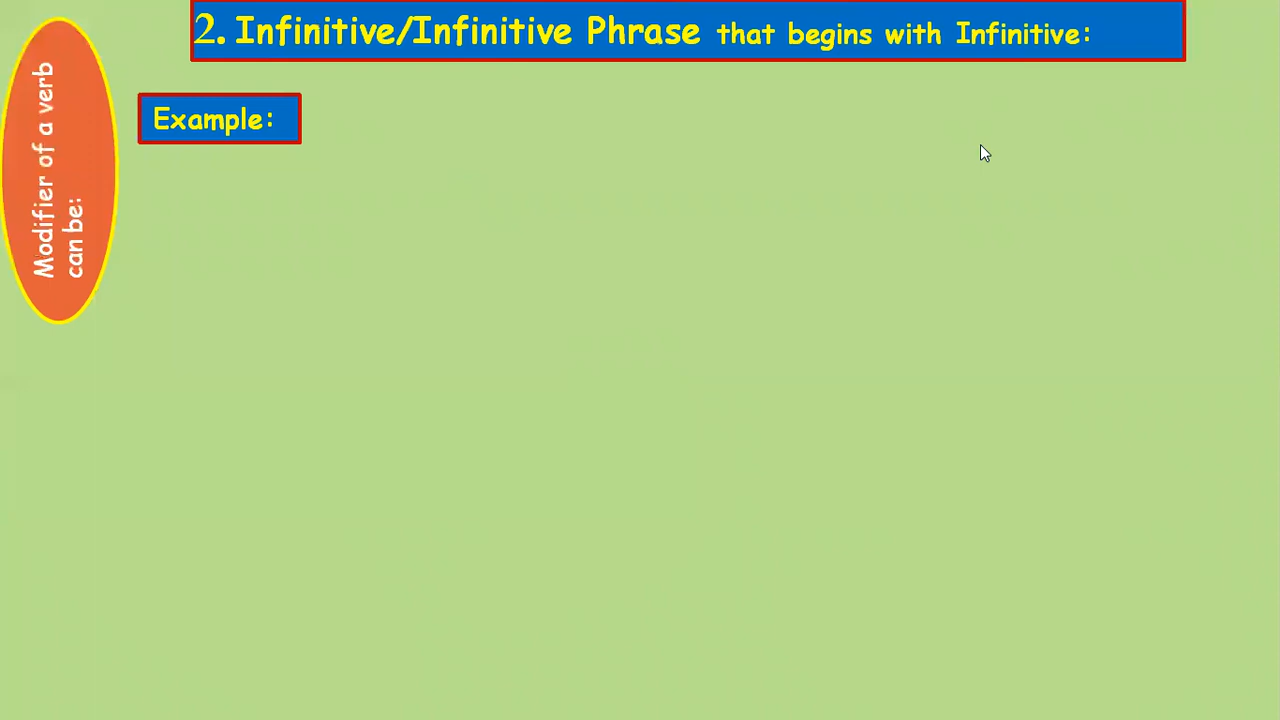 2. Infinitive/Infinitive Phrase that begins with Infinitive:
Example:
Modifier of a verb
can be: